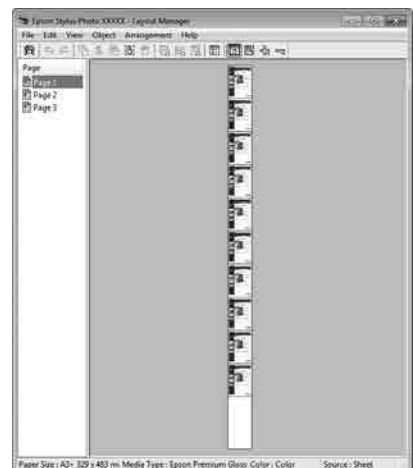 Epson Stylus Photo XXXXX - Layout Manager
File Edit View Object Arrangement Help
Page
Page 1
Page 2
Page 3
Paper Size : A3+ 329 x 483 mm Media Type : Epson Premium Gloss Color : Color Source : Sheet